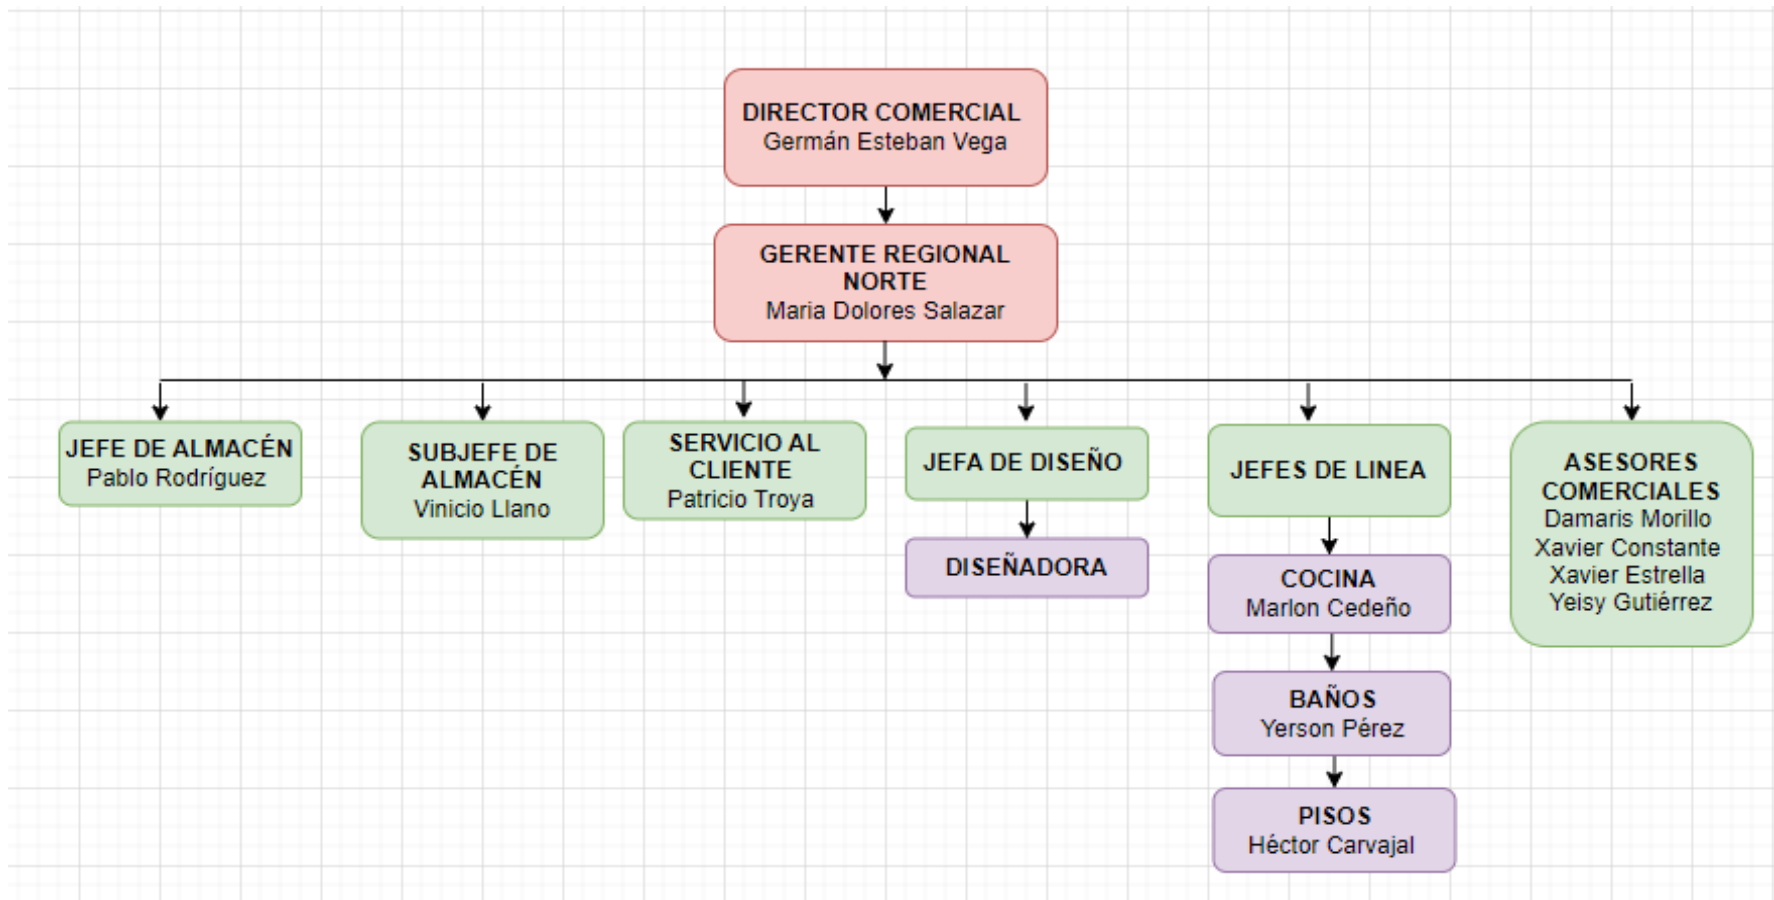 DIRECTOR COMERCIAL
Germán Esteban Vega
GERENTE REGIONAL
NORTE
Maria Dolores Salazar
JEFE DE ALMACÉN
Pablo Rodríguez
SUBJEFE DE
ALMACÉN
Vinicio Llano
SERVICIO AL
CLIENTE
Patricio Troya
JEFA DE DISEÑO
DISEÑADORA
JEFES DE LINEA
COCINA
Marlon Cedeño
BAÑOS
Yerson Pérez
PISOS
Héctor Carvajal
ASESORES
COMERCIALES
Damaris Morillo
Xavier Constante
Xavier Estrella
Yeisy Gutiérrez